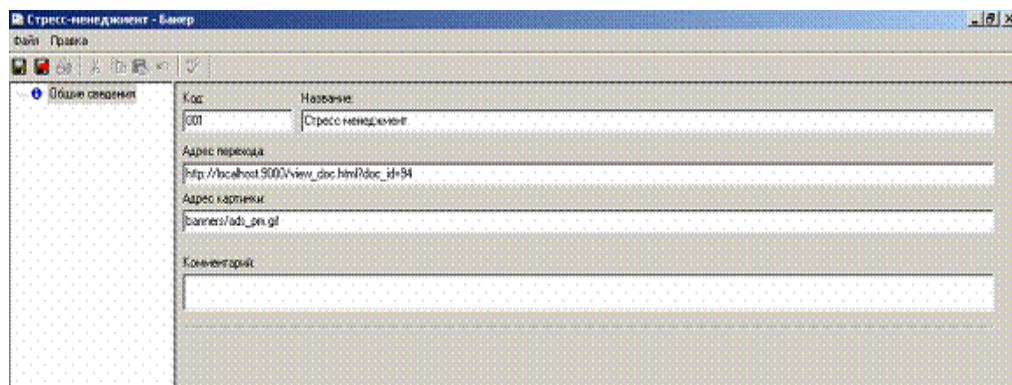 Стресс-менеджмент - Банер
Файл Правка
Общие сведения
Код: Название:
001 Стресс-менеджмент
Адрес перехода:
http://localhost:9000/view_doc.html?doc_id=94
Адрес картинки:
banners/ads_pm.gif
Комментарий: